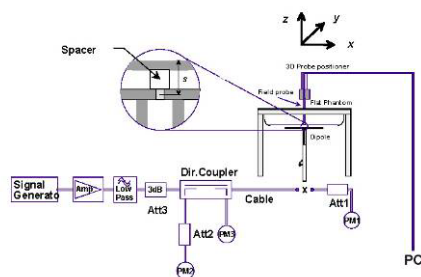 z
y
x
3D Probe positioner
Spacer
s
Field probe
Flat Phantom
Dipole
Signal
Generato
Amp
Low
Pass
3dB
Att3
Dir.Coupler
Cable
x
Att1
PM1
Att2
PM3
PM2
PC